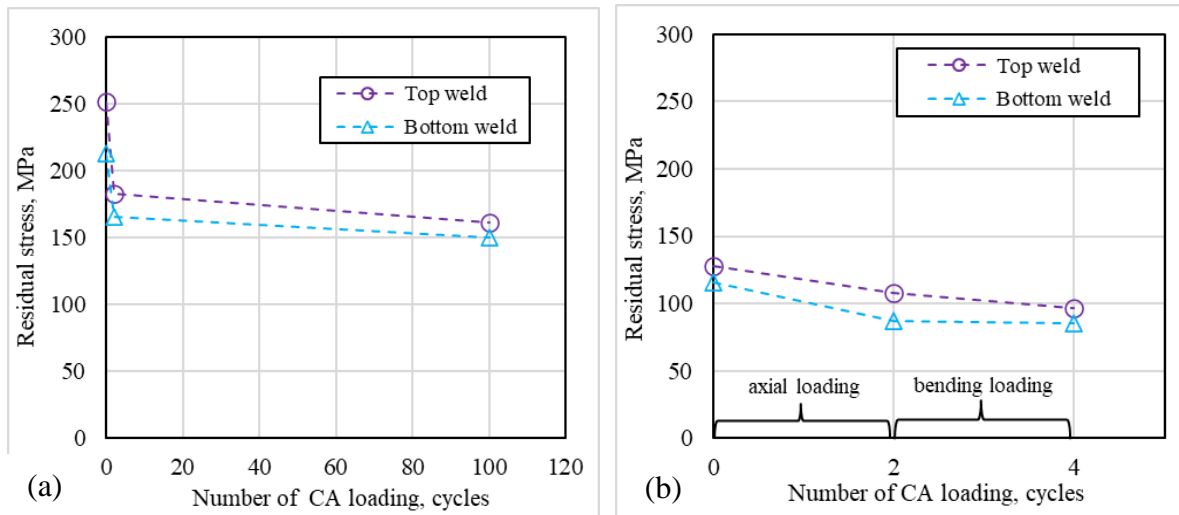 300
250
200
150
100
50
0
Residual stress, MPa
Top weld
Bottom weld
0 20 40 60 80 100 120
Number of CA loading, cycles
(a)
300
250
200
150
100
50
0
Residual stress, MPa
Top weld
Bottom weld
axial loading
bending loading
0 2 4
Number of CA loading, cycles
(b)